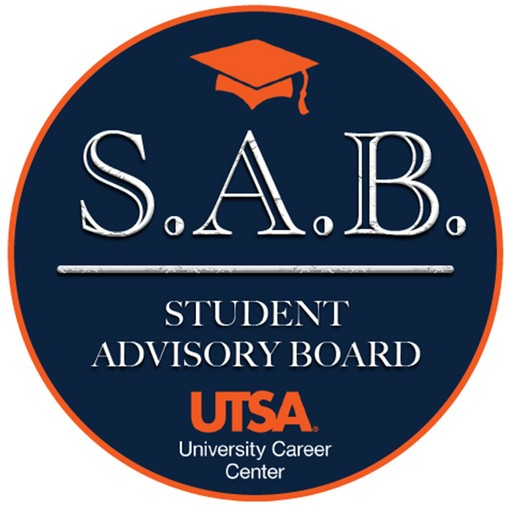 S.A.B.
STUDENT
ADVISORY BOARD
UTSA®
University Career
Center